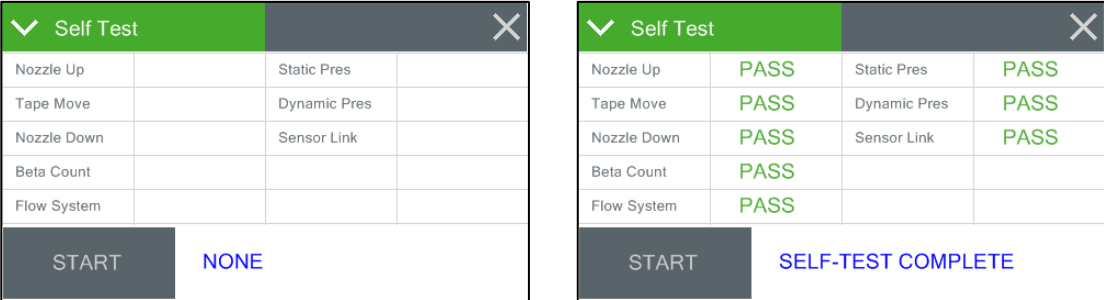 Self Test
Nozzle Up Static Pres
Tape Move Dynamic Pres
Nozzle Down Sensor Link
Beta Count
Flow System
START NONE
Self Test
Nozzle Up PASS Static Pres PASS
Tape Move PASS Dynamic Pres PASS
Nozzle Down PASS Sensor Link PASS
Beta Count PASS
Flow System PASS
START SELF-TEST COMPLETE